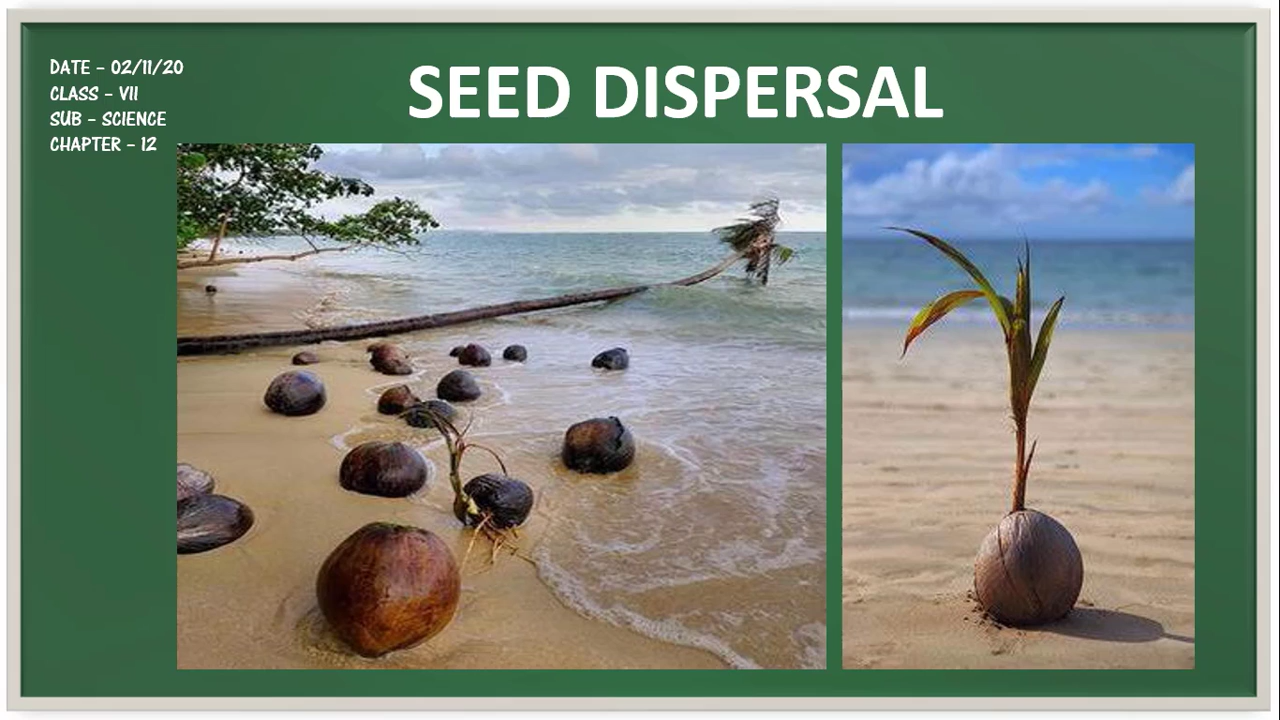 DATE – 02/11/20
CLASS – VII
SUB – SCIENCE
CHAPTER – 12
SEED DISPERSAL